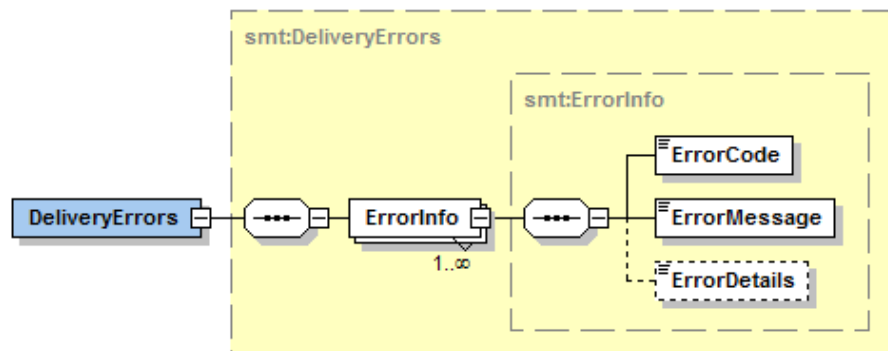 smt:DeliveryErrors
smt:ErrorInfo
ErrorCode
DeliveryErrors
ErrorInfo
ErrorMessage
1..∞
ErrorDetails